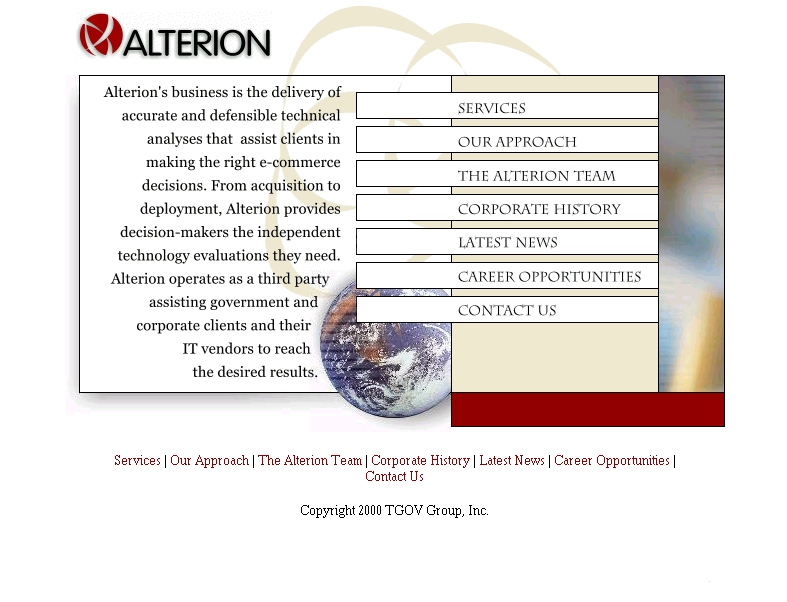 ALTERION
Alterion's business is the delivery of
accurate and defensible technical
analyses that assist clients in
making the right e-commerce
decisions. From acquisition to
deployment, Alterion provides
decision-makers the independent
technology evaluations they need.
Alterion operates as a third party
assisting government and
corporate clients and their
IT vendors to reach
the desired results.
SERVICES
OUR APPROACH
THE ALTERION TEAM
CORPORATE HISTORY
LATEST NEWS
CAREER OPPORTUNITIES
CONTACT US
Services | Our Approach | The Alterion Team | Corporate History | Latest News | Career Opportunities |
Contact Us
Copyright 2000 TGOV Group, Inc.